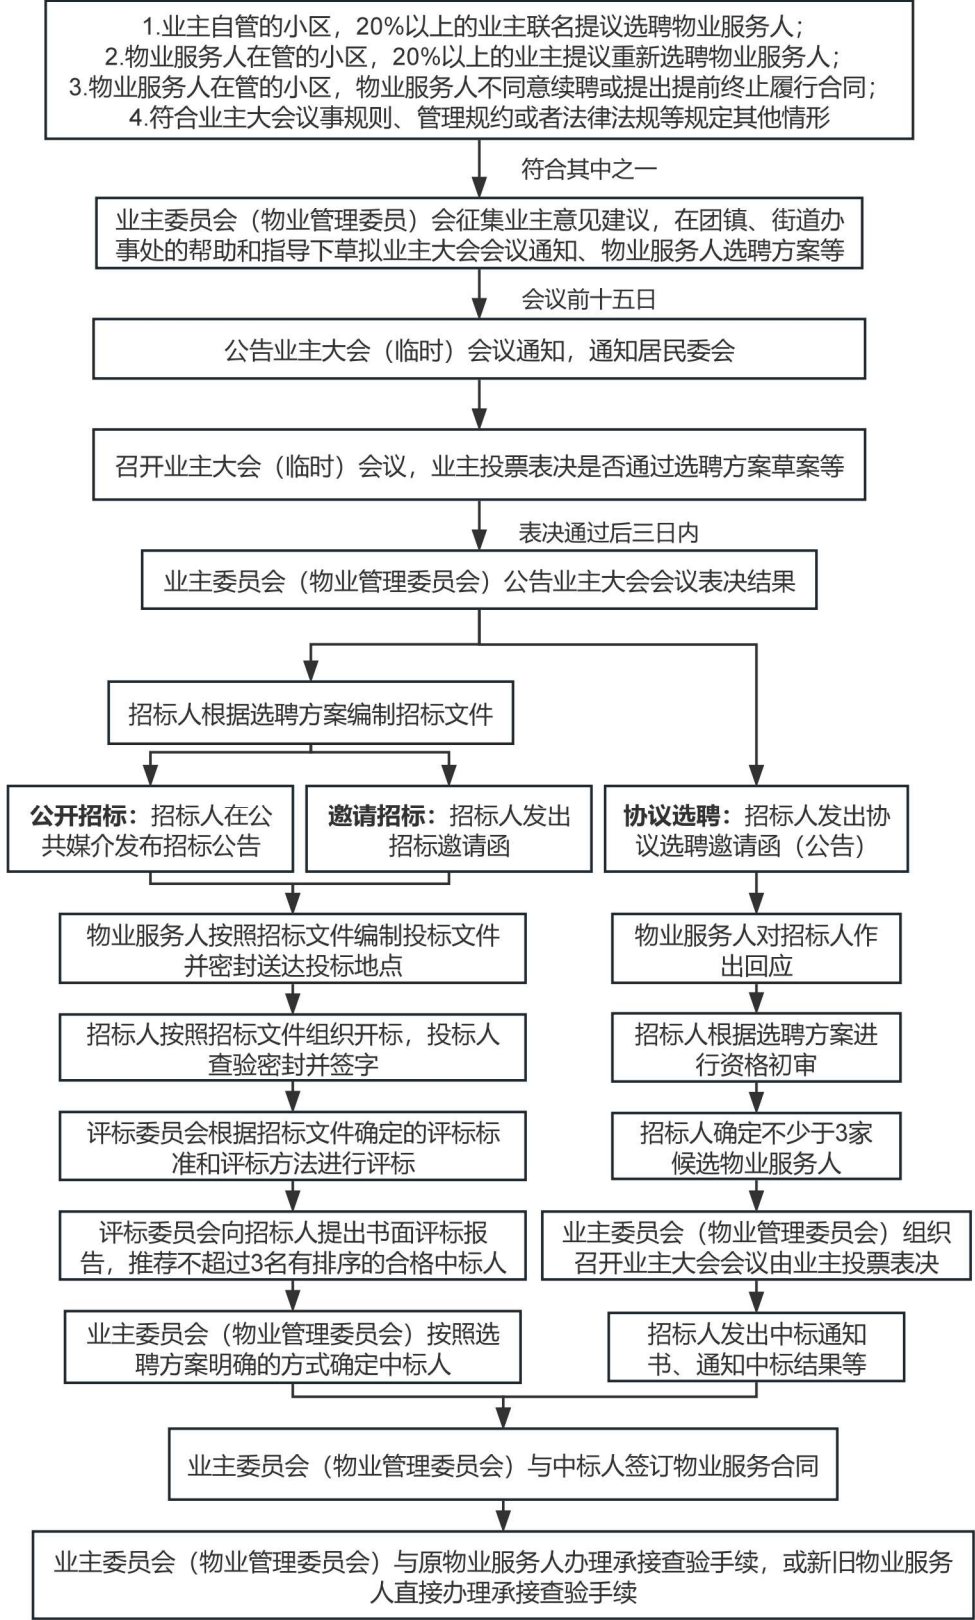 1.业主自管的小区，20%以上的业主联名提议选聘物业服务人；
2.物业服务人在管的小区，20%以上的业主提议重新选聘物业服务人；
3.物业服务人在管的小区，物业服务人不同意续聘或提出提前终止履行合同；
4.符合业主大会议事规则、管理规约或者法律法规等规定其他情形
符合其中之一
业主委员会（物业管理委员）会征集业主意见建议，在团镇、街道办
事处的帮助和指导下草拟业主大会会议通知、物业服务人选聘方案等
会议前十五日
公告业主大会（临时）会议通知，通知居民委会
召开业主大会（临时）会议，业主投票表决是否通过选聘方案草案等
表决通过后三日内
业主委员会（物业管理委员会）公告业主大会会议表决结果
招标人根据选聘方案编制招标文件
公开招标：招标人在公
共媒介发布招标公告
邀请招标：招标人发出
招标邀请函
协议选聘：招标人发出协
议选聘邀请函（公告）
物业服务人按照招标文件编制投标文件
并密封送达投标地点
物业服务人对招标人作
出回应
招标人按照招标文件组织开标，投标人
查验密封并签字
招标人根据选聘方案进
行资格初审
评标委员会根据招标文件确定的评标标
准和评标方法进行评标
招标人确定不少于3家
候选物业服务人
评标委员会向招标人提出书面评标报
告，推荐不超过3名有排序的合格中标人
业主委员会（物业管理委员会）组织
召开业主大会会议由业主投票表决
业主委员会（物业管理委员会）按照选
聘方案明确的方式确定中标人
招标人发出中标通知
书、通知中标结果等
业主委员会（物业管理委员会）与中标人签订物业服务合同
业主委员会（物业管理委员会）与原物业服务人办理承接查验手续，或新旧物业服务
人直接办理承接查验手续